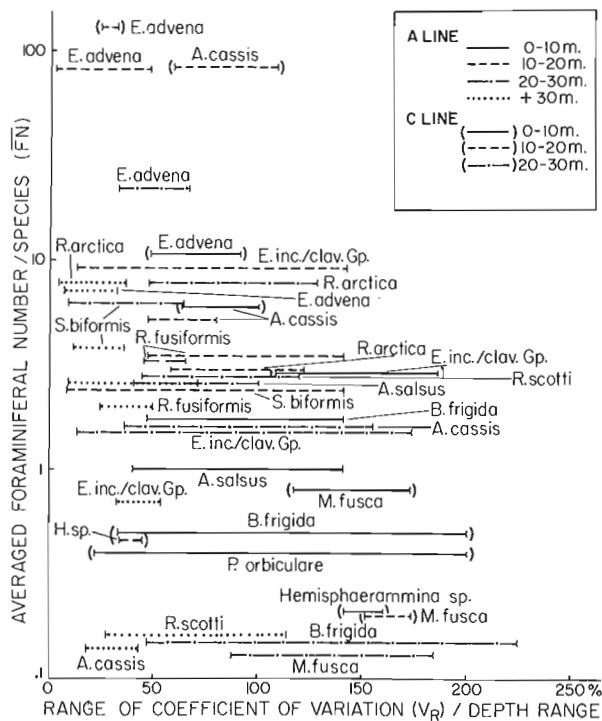 E. advena
E. advena
A. cassis
A LINE
0-10m.
10-20m.
20-30m.
+30m.
C LINE
( ) 0-10m.
( ) 10-20m.
( ) 20-30m.
E. advena
R. arctica
E. advena
E. inc./clav. Gp.
R. arctica
E. advena
S. biformis
A. cassis
R. fusiformis
R. arctica
E. inc./clav. Gp.
R. scotti
A. salsus
R. fusiformis
S. biformis
B. frigida
A. cassis
E. inc./clav. Gp.
A. salsus
E. inc./clav. Gp.
M. fusca
H. sp.
B. frigida
P. orbiculare
Hemisphaerammina sp.
M. fusca
R. scotti
B. frigida
A. cassis
M. fusca
100
10
1
.1
AVERAGED FORAMINIFERAL NUMBER / SPECIES (FN)
0 50 100 150 200 250 %
RANGE OF COEFFICIENT OF VARIATION (VR) / DEPTH RANGE